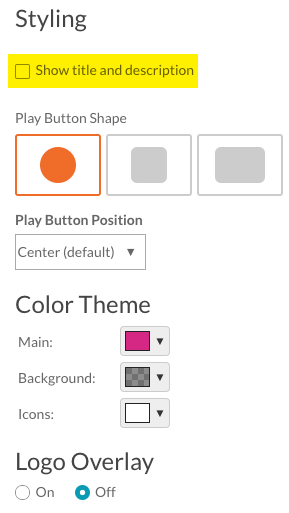 Styling
Show title and description
Play Button Shape
Play Button Position
Center (default)
Color Theme
Main:
Background:
Icons:
Logo Overlay
On Off